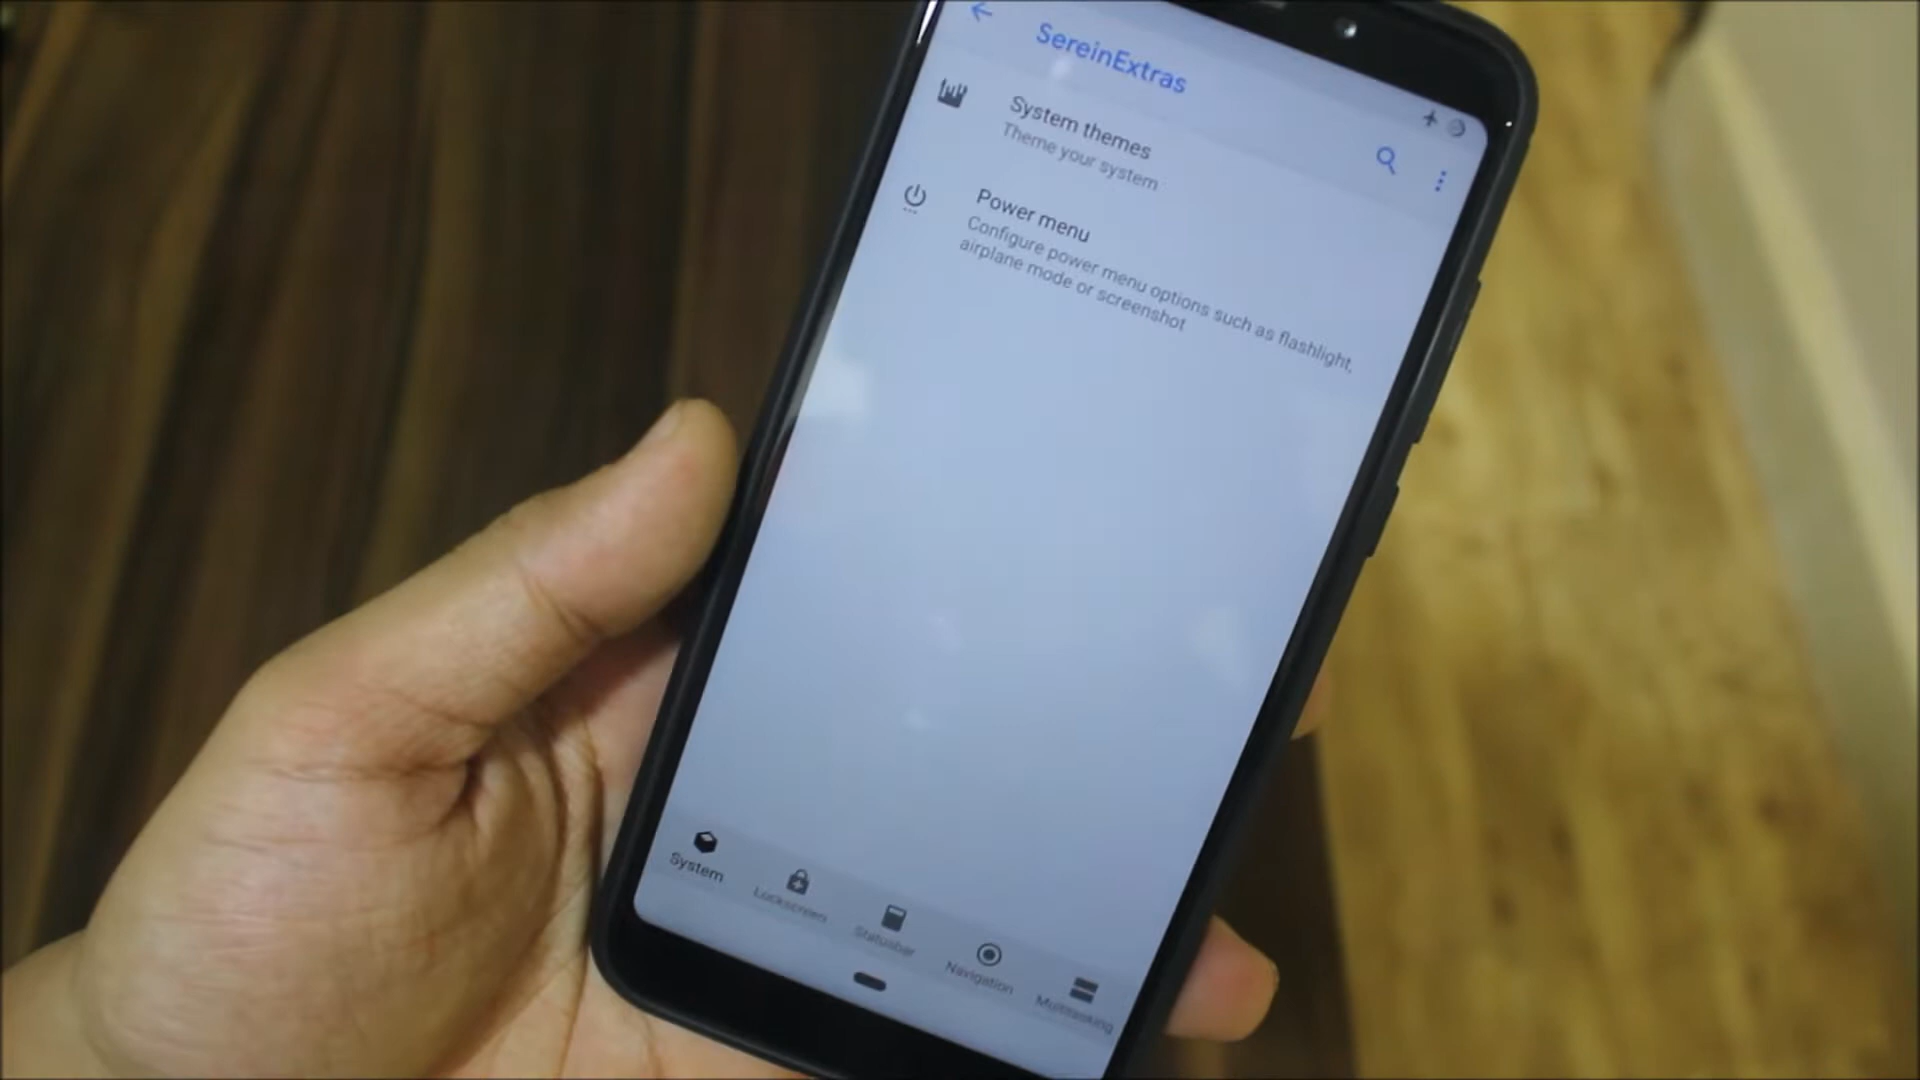 SereinExtras
System themes
Theme your system
Power menu
Configure power menu options such as flashlight,
airplane mode or screenshot
System
Lockscreen
Statusbar
Navigation
Multitasking